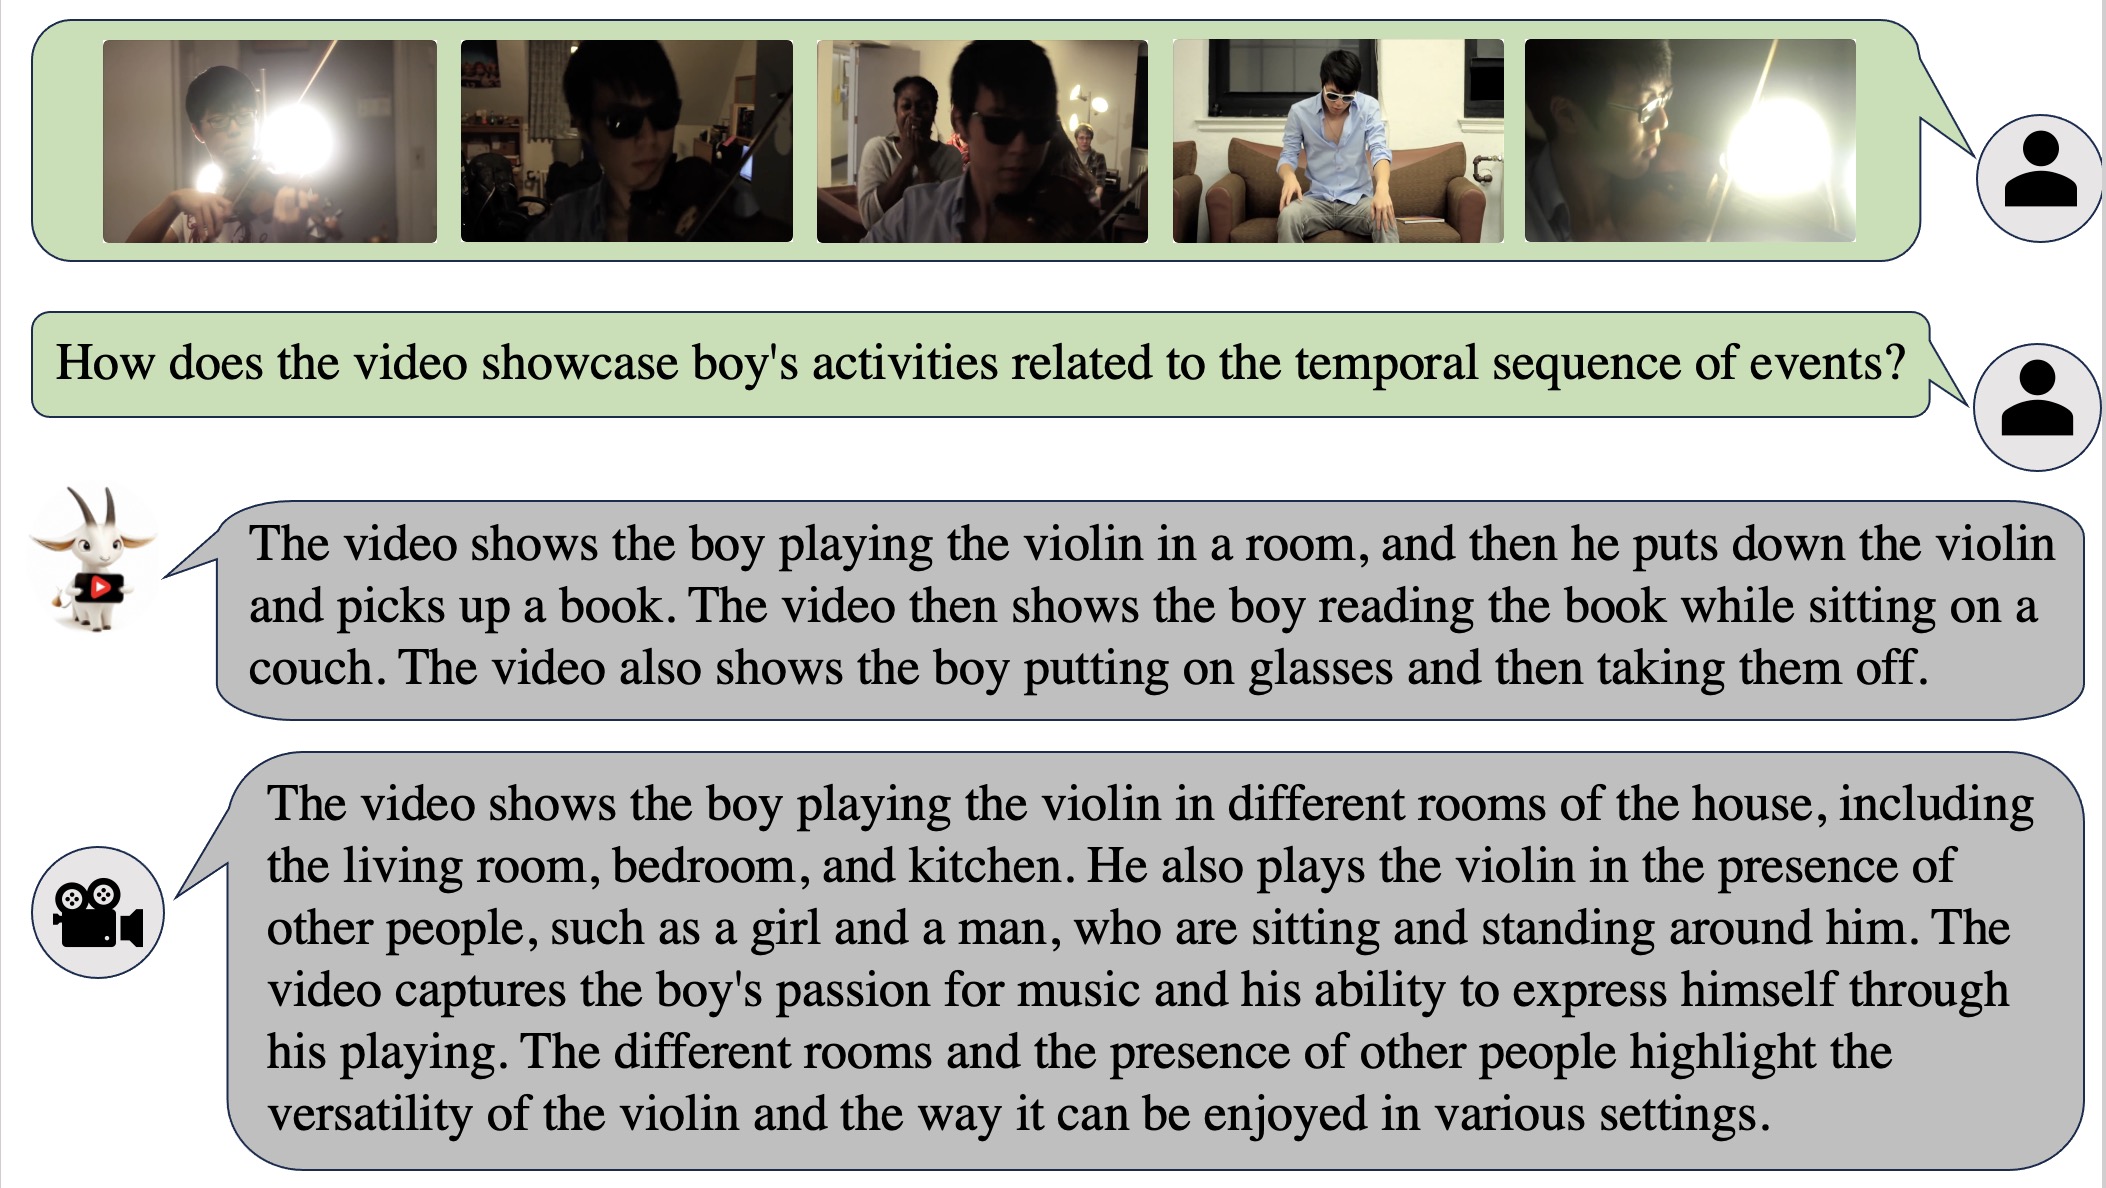 How does the video showcase boy's activities related to the temporal sequence of events?
The video shows the boy playing the violin in a room, and then he puts down the violin
and picks up a book. The video then shows the boy reading the book while sitting on a
couch. The video also shows the boy putting on glasses and then taking them off.
The video shows the boy playing the violin in different rooms of the house, including
the living room, bedroom, and kitchen. He also plays the violin in the presence of
other people, such as a girl and a man, who are sitting and standing around him. The
video captures the boy's passion for music and his ability to express himself through
his playing. The different rooms and the presence of other people highlight the
versatility of the violin and the way it can be enjoyed in various settings.